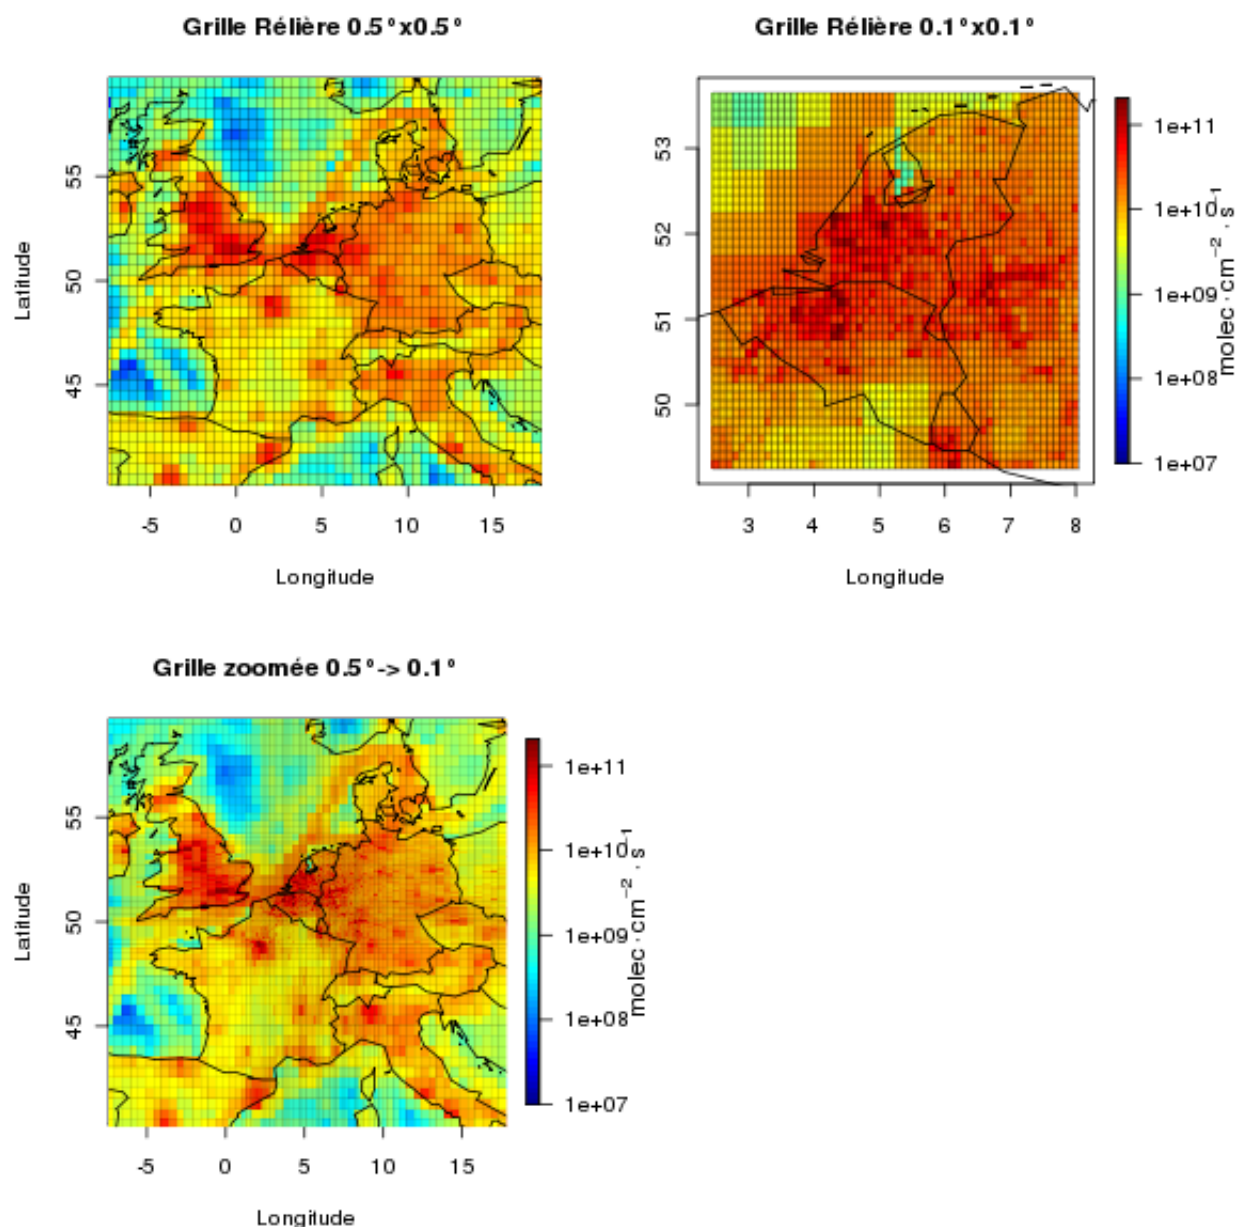 Grille Rélière 0.5°x0.5°
Latitude
55
50
45
-5 0 5 10 15
Longitude
Grille Rélière 0.1°x0.1°
53
52
51
50
3 4 5 6 7 8
Longitude
1e+11
1e+10
1e+09
1e+08
1e+07
molec·cm−2·s−1
Grille zoomée 0.5°-> 0.1°
Latitude
55
50
45
-5 0 5 10 15
Longitude
1e+11
1e+10
1e+09
1e+08
1e+07
molec·cm−2·s−1